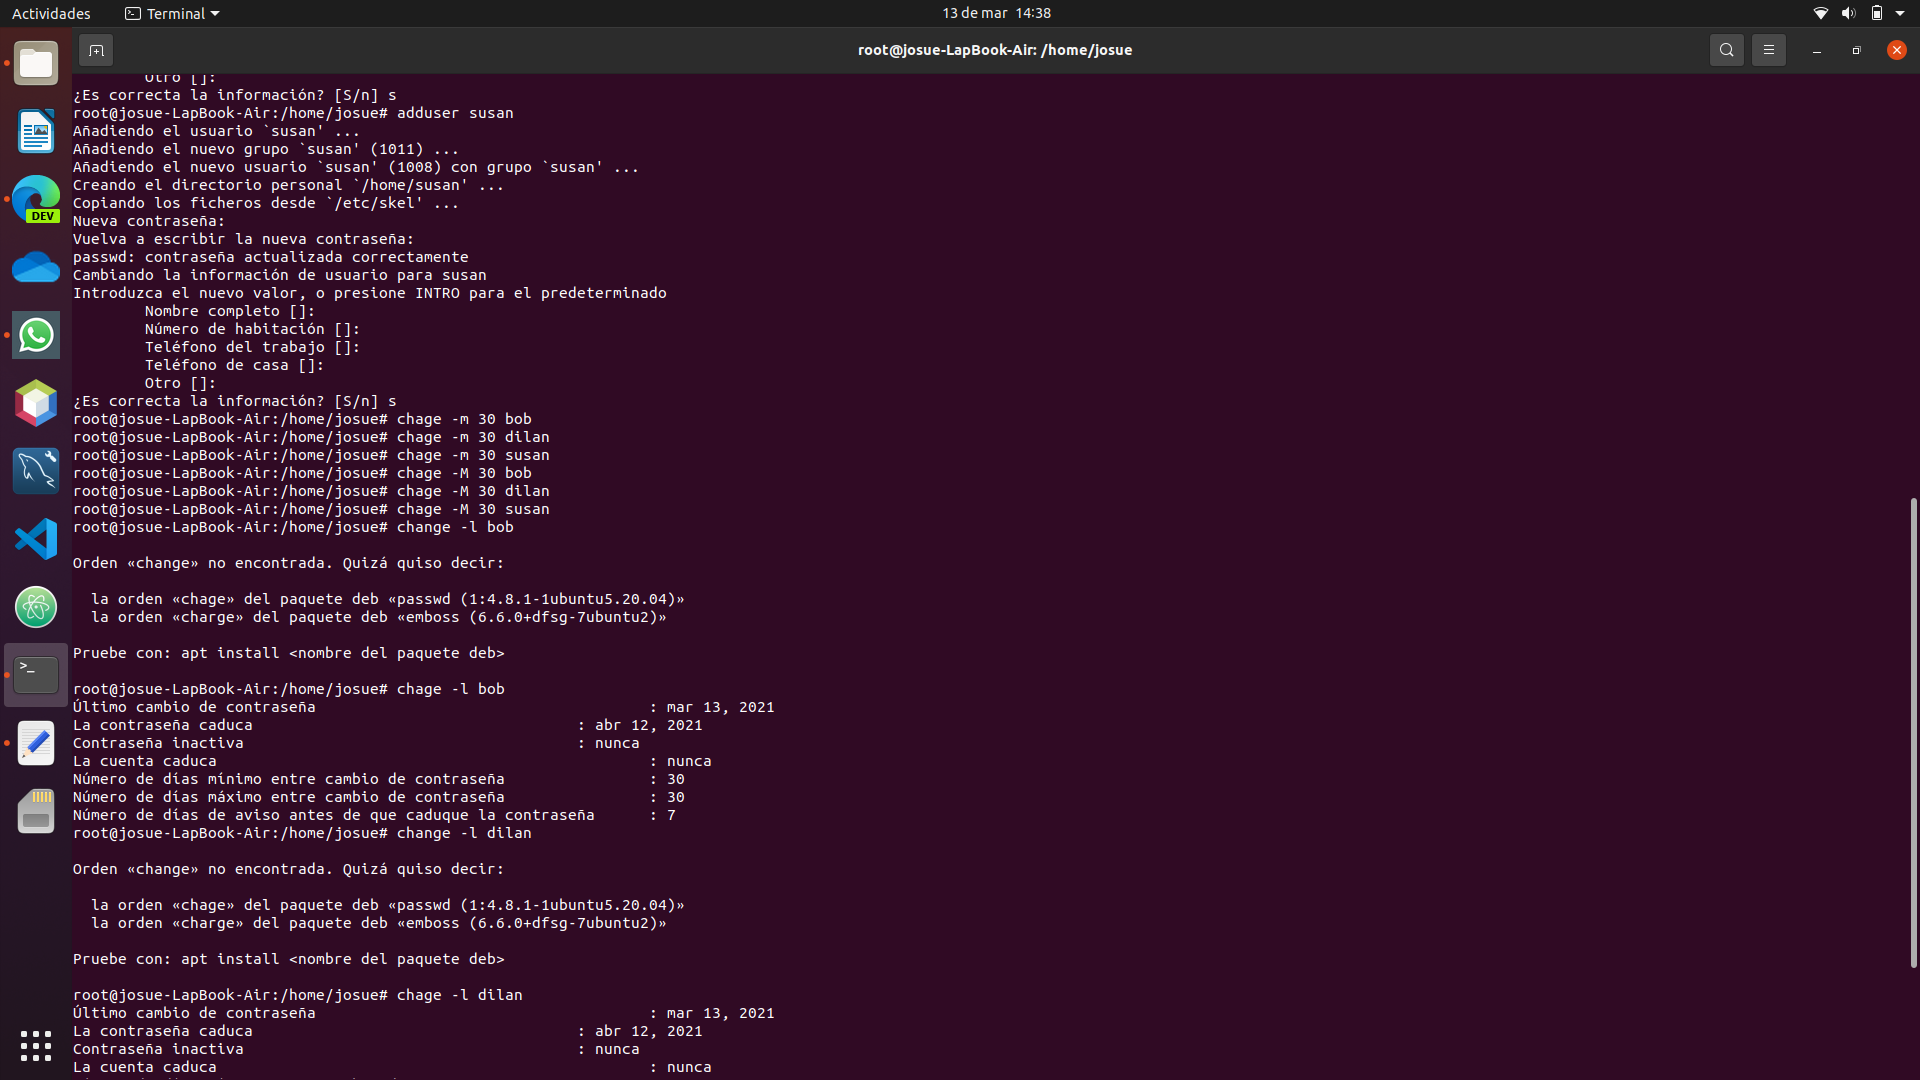 Actividades
Terminal
13 de mar 14:38
root@josue-LapBook-Air: /home/josue
Otro []:
¿Es correcta la información? [S/n] s
root@josue-LapBook-Air:/home/josue# adduser susan
Añadiendo el usuario `susan' ...
Añadiendo el nuevo grupo `susan' (1011) ...
Añadiendo el nuevo usuario `susan' (1008) con grupo `susan' ...
Creando el directorio personal `/home/susan' ...
Copiando los ficheros desde `/etc/skel' ...
Nueva contraseña:
Vuelva a escribir la nueva contraseña:
passwd: contraseña actualizada correctamente
Cambiando la información de usuario para susan
Introduzca el nuevo valor, o presione INTRO para el predeterminado
Nombre completo []:
Número de habitación []:
Teléfono del trabajo []:
Teléfono de casa []:
Otro []:
¿Es correcta la información? [S/n] s
root@josue-LapBook-Air:/home/josue# chage -m 30 bob
root@josue-LapBook-Air:/home/josue# chage -m 30 dilan
root@josue-LapBook-Air:/home/josue# chage -m 30 susan
root@josue-LapBook-Air:/home/josue# chage -M 30 bob
root@josue-LapBook-Air:/home/josue# chage -M 30 dilan
root@josue-LapBook-Air:/home/josue# chage -M 30 susan
root@josue-LapBook-Air:/home/josue# change -l bob
Orden «change» no encontrada. Quizá quiso decir:
la orden «chage» del paquete deb «passwd (1:4.8.1-1ubuntu5.20.04)»
la orden «charge» del paquete deb «emboss (6.6.0+dfsg-7ubuntu2)»
Pruebe con: apt install <nombre del paquete deb>
root@josue-LapBook-Air:/home/josue# chage -l bob
Último cambio de contraseña : mar 13, 2021
La contraseña caduca : abr 12, 2021
Contraseña inactiva : nunca
La cuenta caduca : nunca
Número de días mínimo entre cambio de contraseña : 30
Número de días máximo entre cambio de contraseña : 30
Número de días de aviso antes de que caduque la contraseña : 7
root@josue-LapBook-Air:/home/josue# change -l dilan
Orden «change» no encontrada. Quizá quiso decir:
la orden «chage» del paquete deb «passwd (1:4.8.1-1ubuntu5.20.04)»
la orden «charge» del paquete deb «emboss (6.6.0+dfsg-7ubuntu2)»
Pruebe con: apt install <nombre del paquete deb>
root@josue-LapBook-Air:/home/josue# chage -l dilan
Último cambio de contraseña : mar 13, 2021
La contraseña caduca : abr 12, 2021
Contraseña inactiva : nunca
La cuenta caduca : nunca
DEV